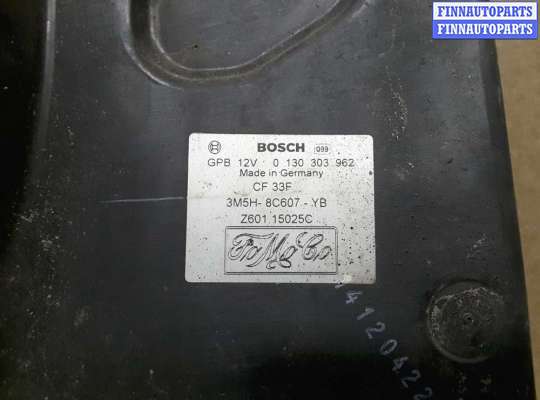 FINNAUTOPARTS
FINNAUTOPARTS
BOSCH 099
GPB 12V 0 130 303 962
Made in Germany
CF 33F
3M5H- 8C607 - YB
Z601 15025C
FoMoCo
4120422